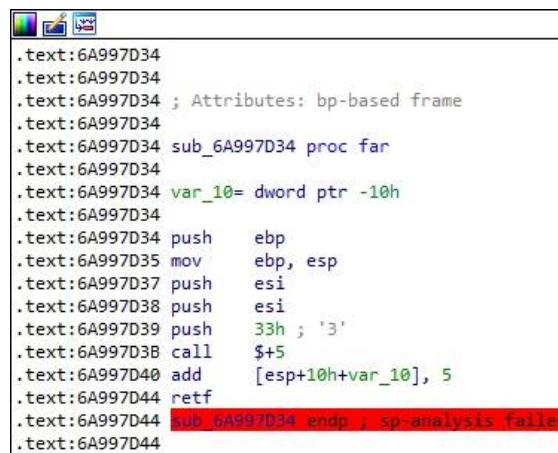 .text:6A997D34
.text:6A997D34
.text:6A997D34 ; Attributes: bp-based frame
.text:6A997D34
.text:6A997D34 sub_6A997D34 proc far
.text:6A997D34
.text:6A997D34 var_10= dword ptr -10h
.text:6A997D34
.text:6A997D34 push ebp
.text:6A997D35 mov ebp, esp
.text:6A997D37 push esi
.text:6A997D38 push esi
.text:6A997D39 push 33h ; '3'
.text:6A997D3B call $+5
.text:6A997D40 add [esp+10h+var_10], 5
.text:6A997D44 retf
.text:6A997D44 sub_6A997D34 endp ; sp-analysis faile
.text:6A997D44